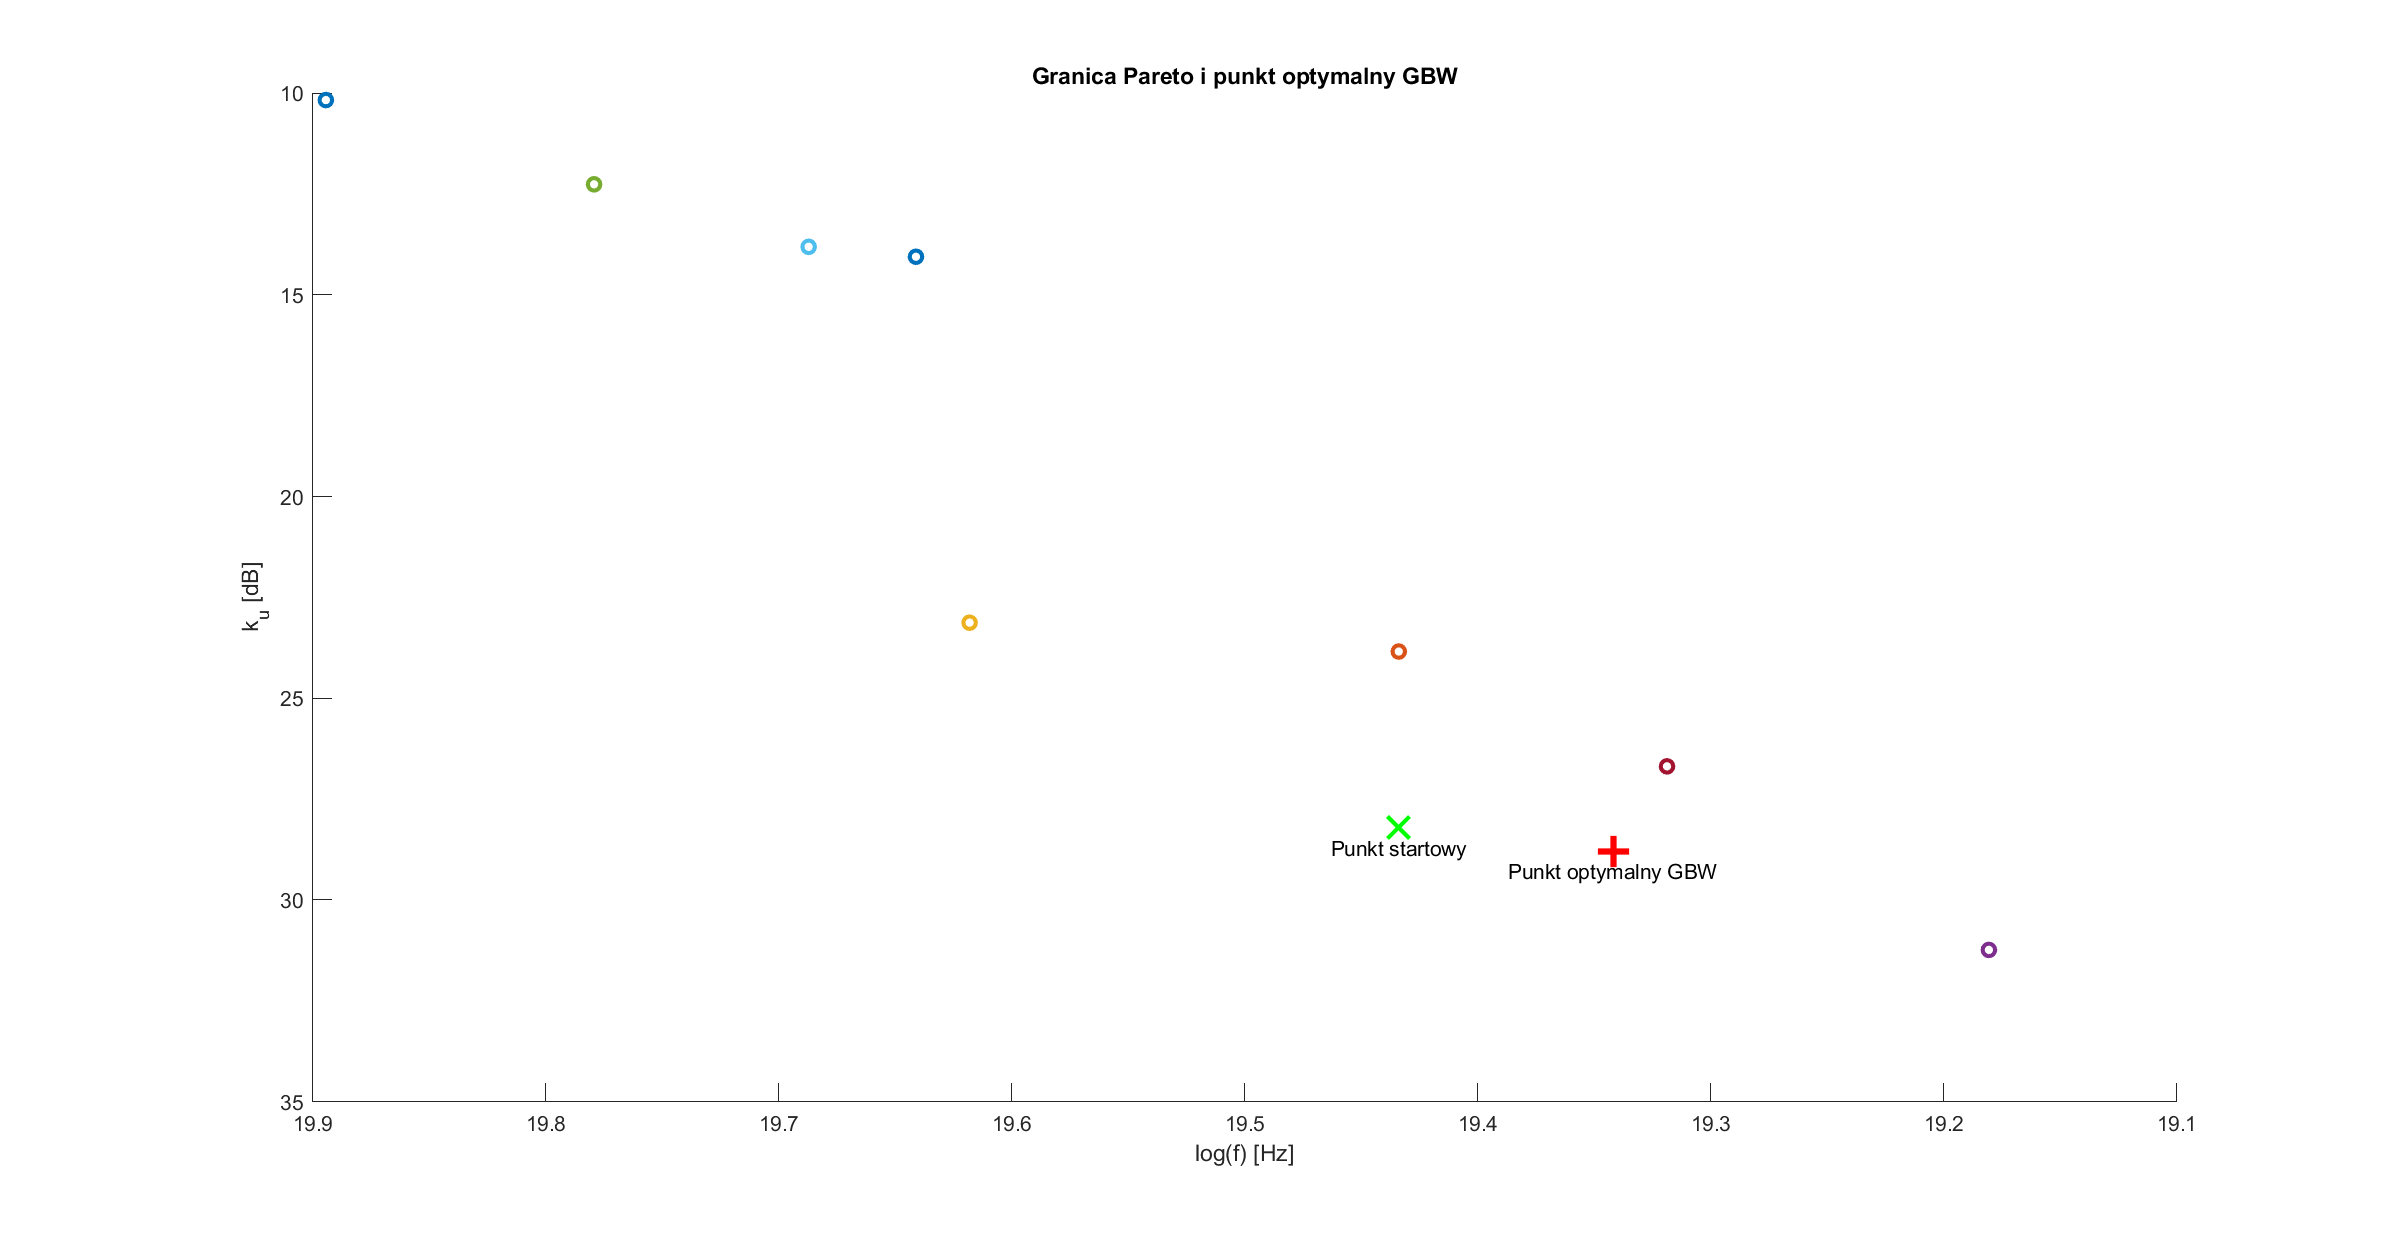 Granica Pareto i punkt optymalny GBW
10
15
20
25
30
35
k_u [dB]
Punkt startowy
Punkt optymalny GBW
19.9 19.8 19.7 19.6 19.5 19.4 19.3 19.2 19.1
log(f) [Hz]